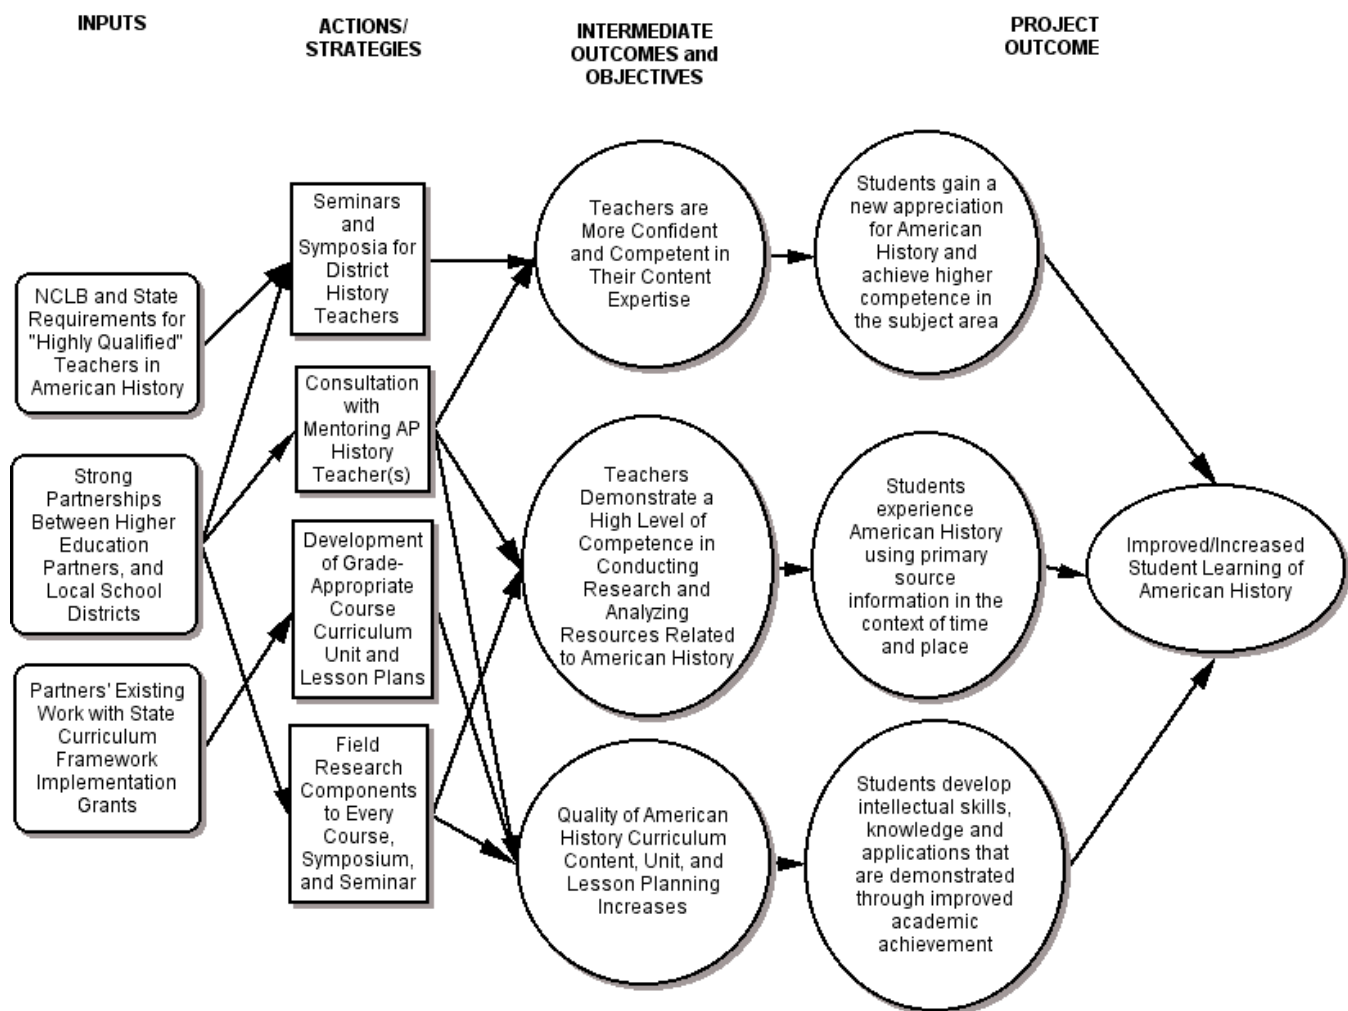 INPUTS
ACTIONS/
STRATEGIES
INTERMEDIATE
OUTCOMES and
OBJECTIVES
PROJECT
OUTCOME
NCLB and State
Requirements for
"Highly Qualified"
Teachers in
American History
Strong
Partnerships
Between Higher
Education
Partners, and
Local School
Districts
Partners' Existing
Work with State
Curriculum
Framework
Implementation
Grants
Seminars
and
Symposia for
District
History
Teachers
Consultation
with
Mentoring AP
History
Teacher(s)
Development
of Grade-
Appropriate
Course
Curriculum
Unit and
Lesson Plans
Field
Research
Components
to Every
Course,
Symposium,
and Seminar
Teachers are
More Confident
and Competent in
Their Content
Expertise
Teachers
Demonstrate a
High Level of
Competence in
Conducting
Research and
Analyzing
Resources Related
to American History
Quality of American
History Curriculum
Content, Unit, and
Lesson Planning
Increases
Students gain a
new appreciation
for American
History and
achieve higher
competence in
the subject area
Students
experience
American History
using primary
source
information in the
context of time
and place
Students develop
intellectual skills,
knowledge and
applications that
are demonstrated
through improved
academic
achievement
Improved/Increased
Student Learning of
American History